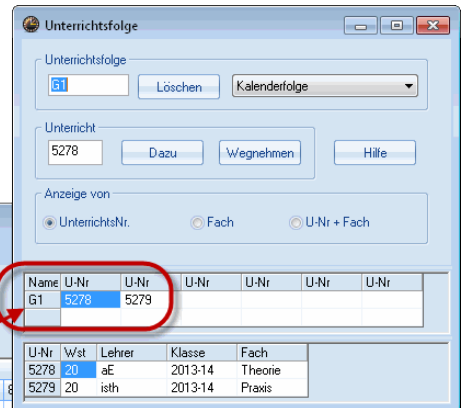 Unterrichtsfolge
Unterrichtsfolge
G1 Löschen Kalenderfolge
Unterricht
5278 Dazu Wegnehmen Hilfe
Anzeige von
UnterrichtsNr. Fach U-Nr + Fach
Name U-Nr U-Nr U-Nr U-Nr U-Nr U-Nr
G1 5278 5279
U-Nr Wst Lehrer Klasse Fach
5278 20 aE 2013-14 Theorie
5279 20 isth 2013-14 Praxis